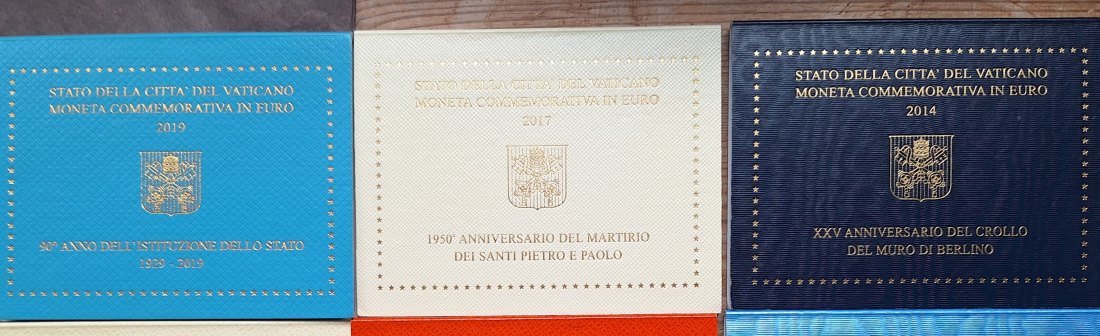 STATO DELLA CITTA' DEL VATICANO
MONETA COMMEMORATIVA IN EURO
2019
90° ANNO DELL'ISTITUZIONE DELLO STATO
1929 - 2019
STATO DELLA CITTA' DEL VATICANO
MONETA COMMEMORATIVA IN EURO
2017
1950° ANNIVERSARIO DEL MARTIRIO
DEI SANTI PIETRO E PAOLO
STATO DELLA CITTA' DEL VATICANO
MONETA COMMEMORATIVA IN EURO
2014
XXV ANNIVERSARIO DEL CROLLO
DEL MURO DI BERLINO